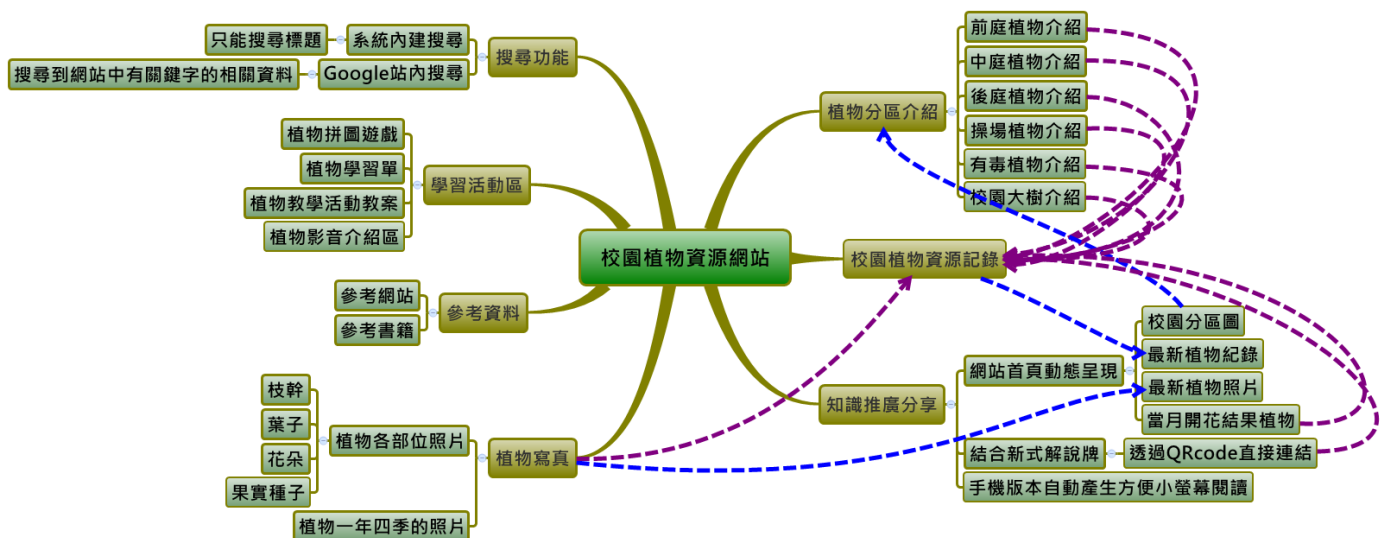 校園植物資源網站
搜尋功能
系統內建搜尋
只能搜尋標題
Google站內搜尋
搜尋到網站中有關鍵字的相關資料
學習活動區
植物拼圖遊戲
植物學習單
植物教學活動教案
植物影音介紹區
參考資料
參考網站
參考書籍
植物寫真
植物各部位照片
枝幹
葉子
花朵
果實種子
植物一年四季的照片
植物分區介紹
前庭植物介紹
中庭植物介紹
後庭植物介紹
操場植物介紹
有毒植物介紹
校園大樹介紹
校園植物資源記錄
知識推廣分享
網站首頁動態呈現
校園分區圖
最新植物紀錄
最新植物照片
當月開花結果植物
結合新式解說牌
透過QRcode直接連結
手機版本自動產生方便小螢幕閱讀